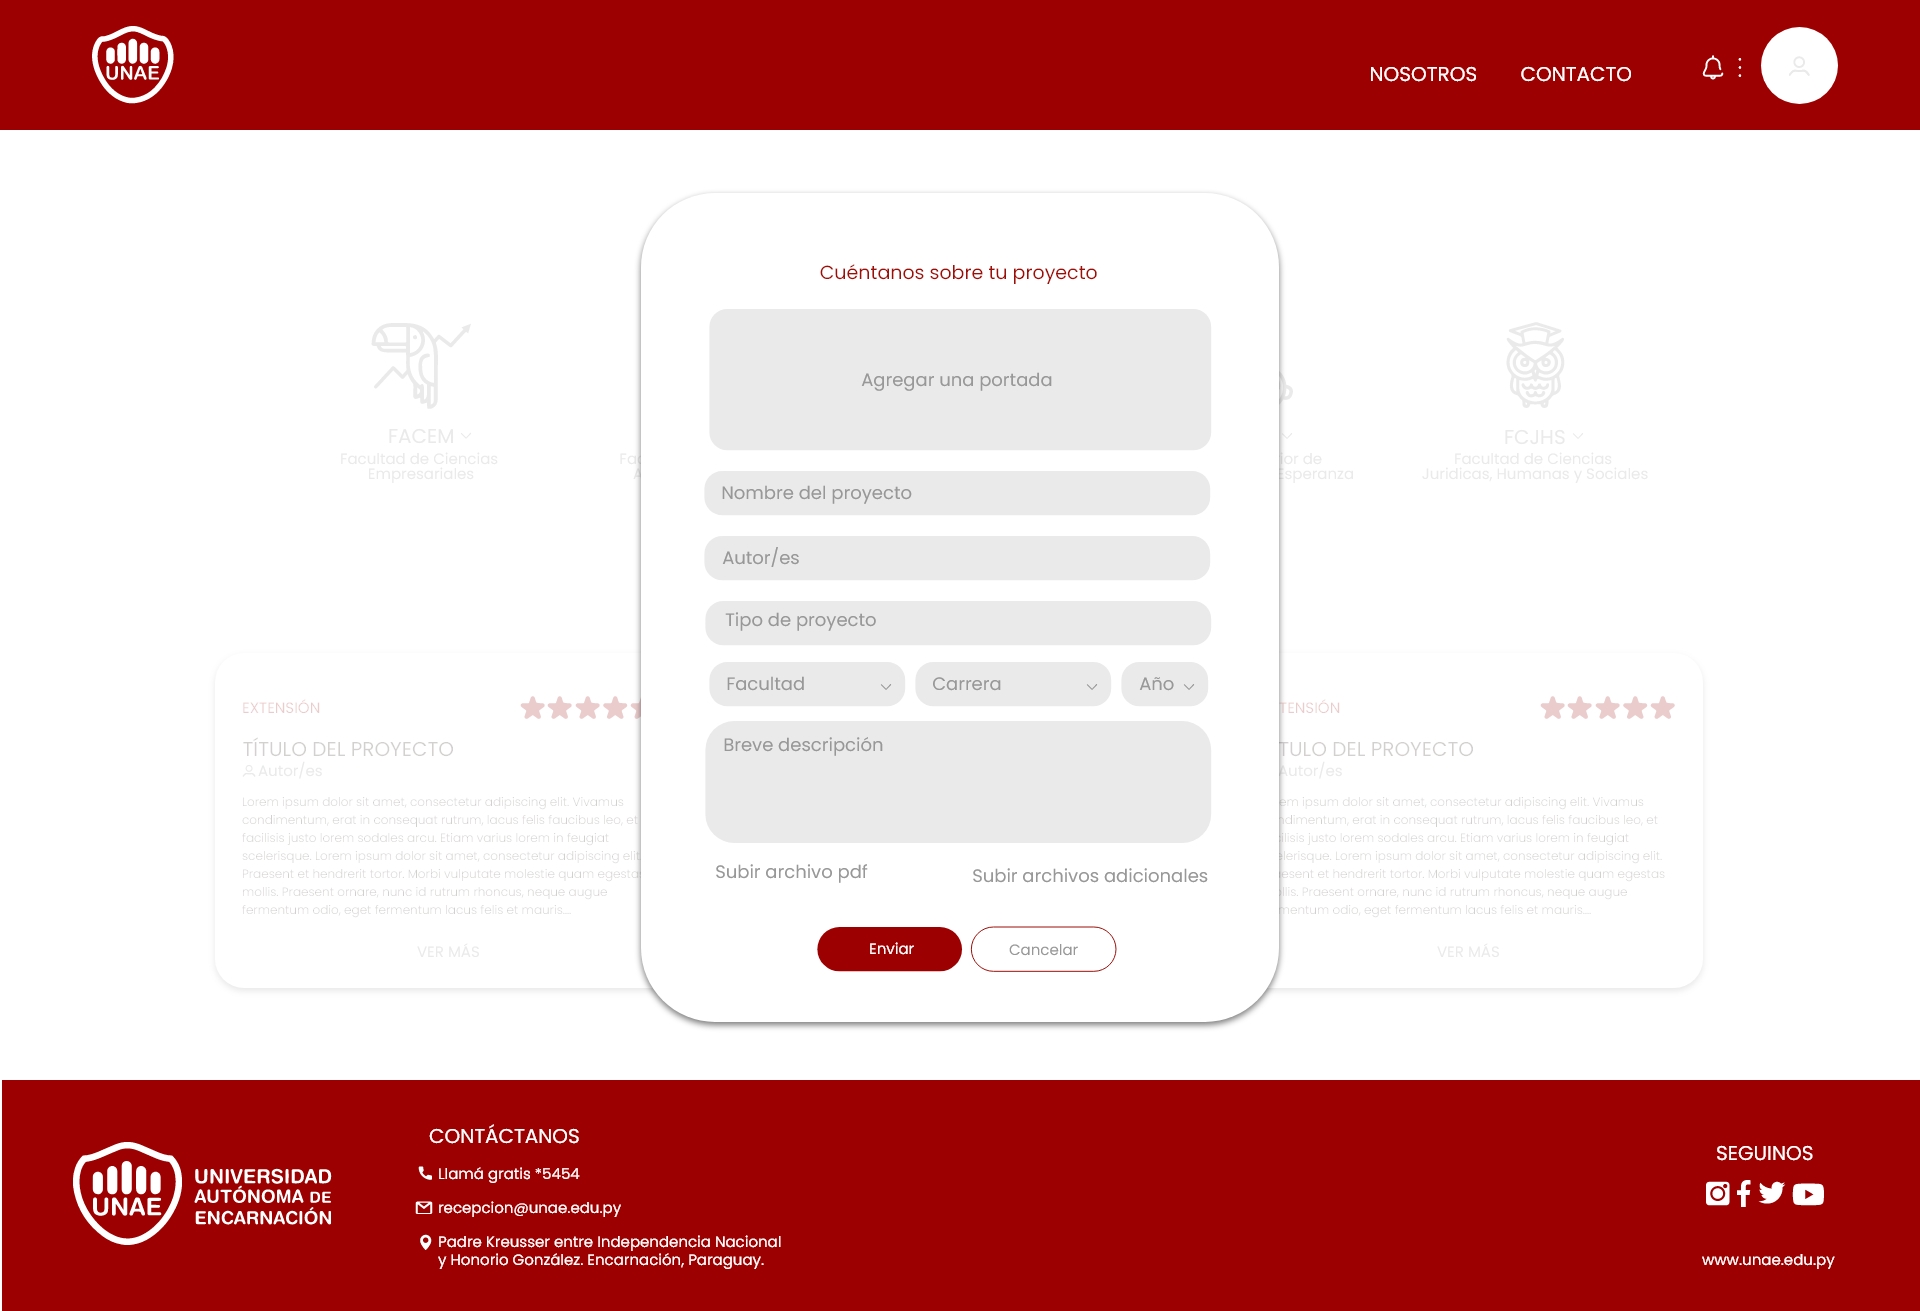 UNAE
NOSOTROS
CONTACTO
Cuéntanos sobre tu proyecto
Agregar una portada
Nombre del proyecto
Autor/es
Tipo de proyecto
Facultad
Carrera
Año
Breve descripción
Subir archivo pdf
Subir archivos adicionales
Enviar
Cancelar
FACEM
Facultad de Ciencias
Empresariales
Fac
A
ior de
Esperanza
FCJHS
Facultad de Ciencias
Juridicas, Humanas y Sociales
EXTENSIÓN
TÍTULO DEL PROYECTO
Autor/es
Lorem ipsum dolor sit amet, consectetur adipiscing elit. Vivamus
condimentum, erat in consequat rutrum, lacus felis faucibus leo, et
facilisis justo lorem sodales arcu. Etiam varius lorem in feugiat
scelerisque. Lorem ipsum dolor sit amet, consectetur adipiscing elit
Praesent et hendrerit tortor. Morbi vulputate molestie quam egesta
mollis. Praesent ornare, nunc id rutrum rhoncus, neque augue
fermentum odio, eget fermentum lacus felis et mauris....
VER MÁS
TENSIÓN
TULO DEL PROYECTO
Autor/es
em ipsum dolor sit amet, consectetur adipiscing elit. Vivamus
ndimentum, erat in consequat rutrum, lacus felis faucibus leo, et
ilisis justo lorem sodales arcu. Etiam varius lorem in feugiat
elerisque. Lorem ipsum dolor sit amet, consectetur adipiscing elit.
esent et hendrerit tortor. Morbi vulputate molestie quam egestas
llis. Praesent ornare, nunc id rutrum rhoncus, neque augue
mentum odio, eget fermentum lacus felis et mauris....
VER MÁS
UNAE
UNIVERSIDAD
AUTÓNOMA DE
ENCARNACIÓN
CONTÁCTANOS
Llamá gratis *5454
recepcion@unae.edu.py
Padre Kreusser entre Independencia Nacional
y Honorio González. Encarnación, Paraguay.
SEGUINOS
www.unae.edu.py